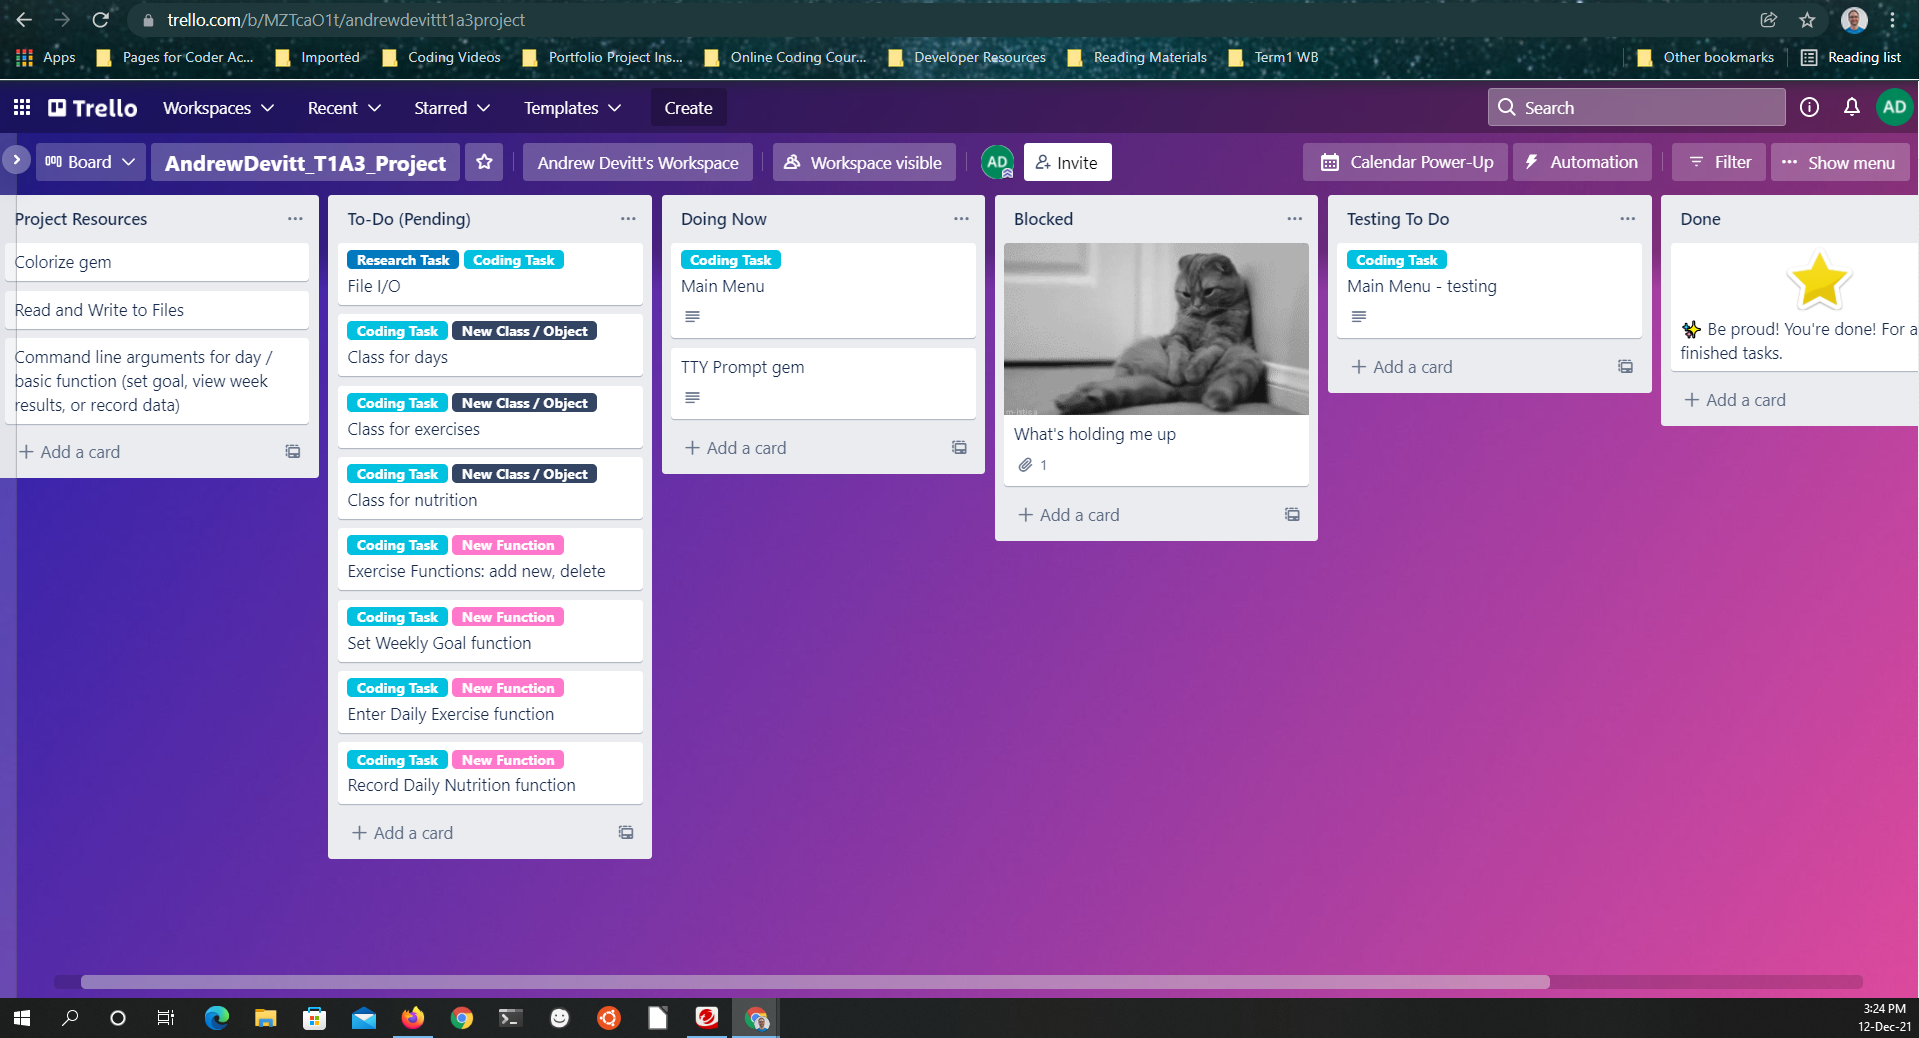 trello.com/b/MZTcaO1t/andrewdevittt1a3project
Apps
Pages for Coder Ac...
Imported
Coding Videos
Portfolio Project Ins...
Online Coding Cour...
Developer Resources
Reading Materials
Term1 WB
Other bookmarks
Reading list
Trello
Workspaces
Recent
Starred
Templates
Create
Search
AD
Board
AndrewDevitt_T1A3_Project
Andrew Devitt's Workspace
Workspace visible
AD
Invite
Calendar Power-Up
Automation
Filter
Show menu
Project Resources
Colorize gem
Read and Write to Files
Command line arguments for day /
basic function (set goal, view week
results, or record data)
Add a card
To-Do (Pending)
Research Task Coding Task
File I/O
Coding Task New Class / Object
Class for days
Coding Task New Class / Object
Class for exercises
Coding Task New Class / Object
Class for nutrition
Coding Task New Function
Exercise Functions: add new, delete
Coding Task New Function
Set Weekly Goal function
Coding Task New Function
Enter Daily Exercise function
Coding Task New Function
Record Daily Nutrition function
Add a card
Doing Now
Coding Task
Main Menu
TTY Prompt gem
Add a card
Blocked
What's holding me up
1
Add a card
Testing To Do
Coding Task
Main Menu - testing
Add a card
Done
Be proud! You're done! For a
finished tasks.
Add a card
3:24 PM
12-Dec-21